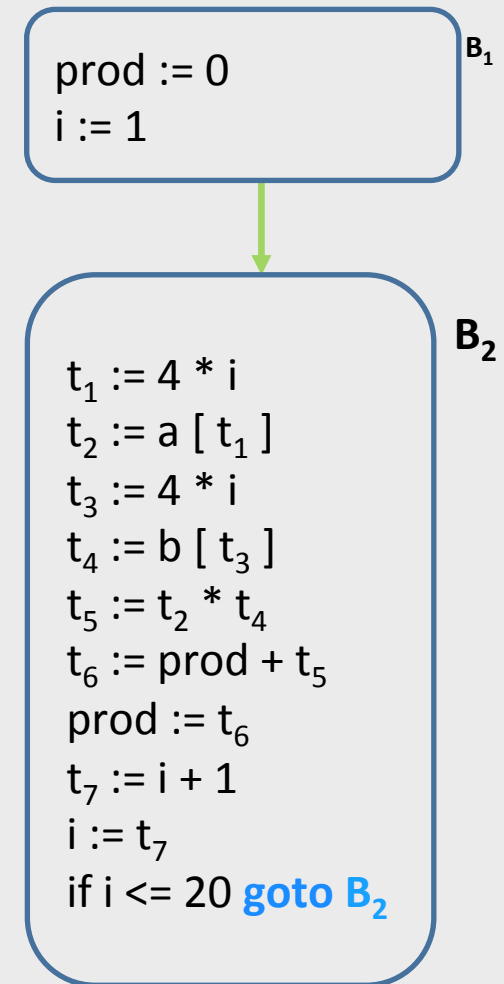 prod := 0
i := 1
B₁
t₁ := 4 * i
t₂ := a [ t₁ ]
t₃ := 4 * i
t₄ := b [ t₃ ]
t₅ := t₂ * t₄
t₆ := prod + t₅
prod := t₆
t₇ := i + 1
i := t₇
if i <= 20 goto B₂
B₂